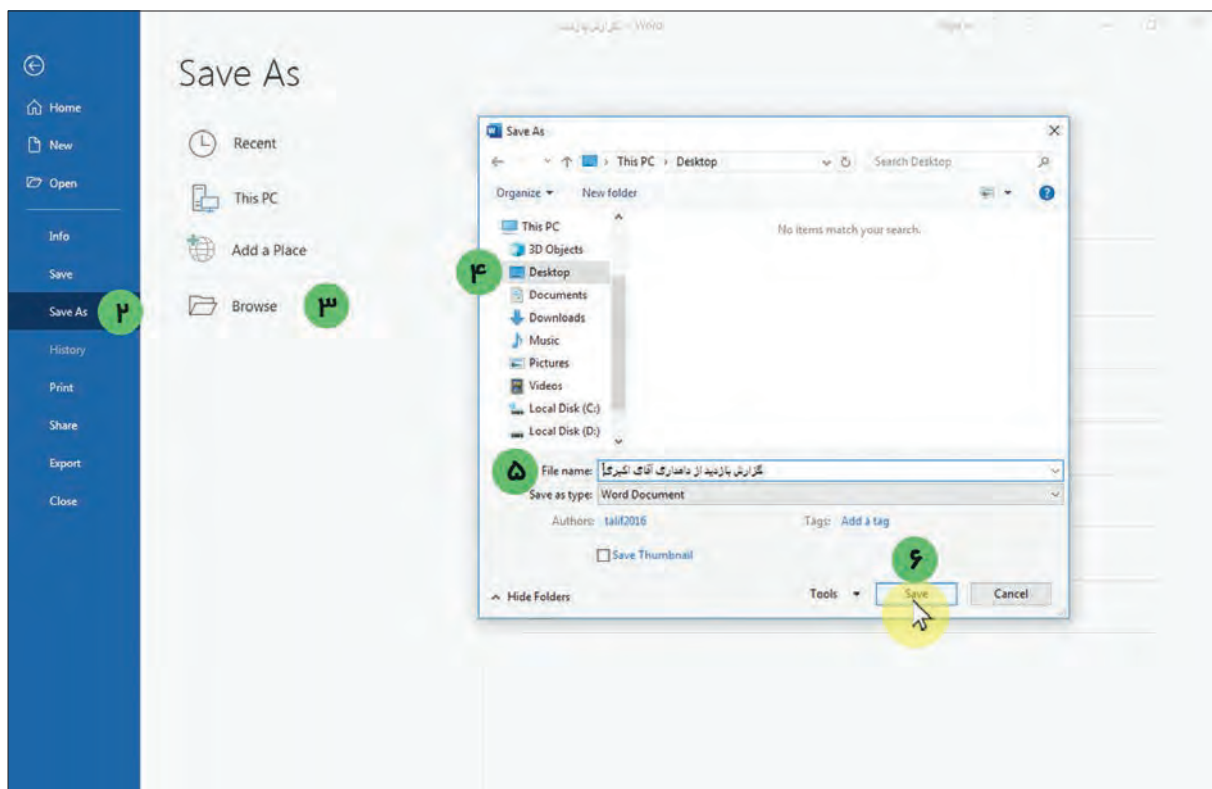 Word
Save As
Home
New
Open
Info
Save
Save As ۲
History
Print
Share
Export
Close
Recent
This PC
Add a Place
Browse ۳
Save As
This PC › Desktop
Search Desktop
Organize
New folder
No items match your search.
This PC
3D Objects
۴ Desktop
Documents
Downloads
Music
Pictures
Videos
Local Disk (C:)
Local Disk (D:)
۵ File name: گزارش بازدید از دامداری آقای اکبری
Save as type: Word Document
Authors: talif2016
Tags: Add a tag
Save Thumbnail
۶
Hide Folders
Tools
Save
Cancel